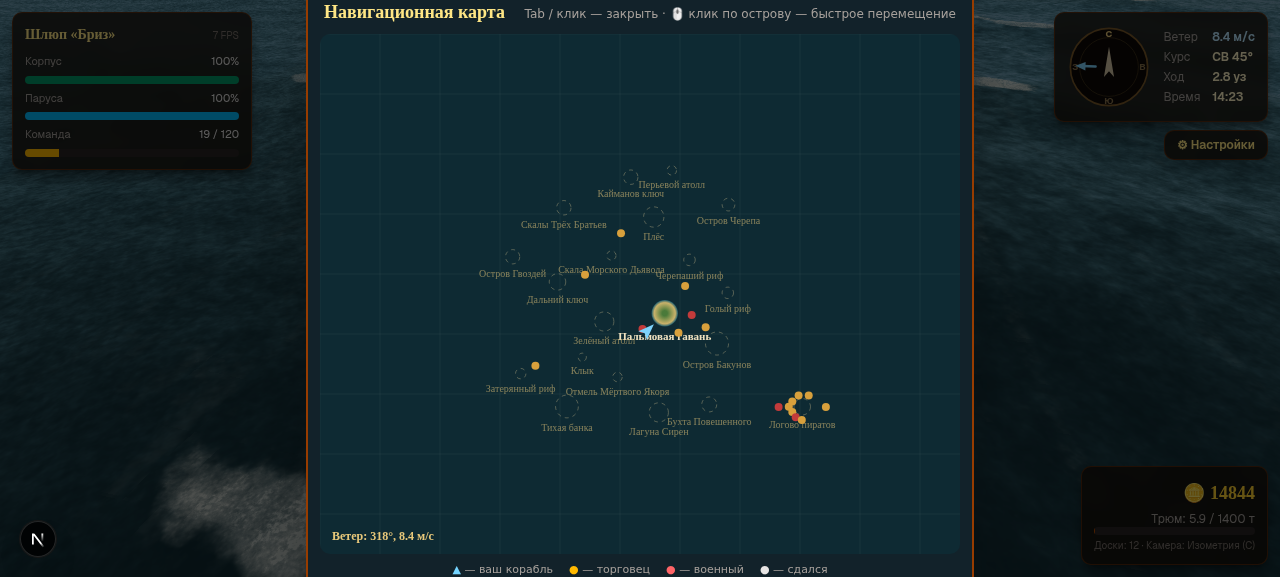 Навигационная карта
Tab / клик — закрыть · 🖱️ клик по острову — быстрое перемещение
Шлюп «Бриз»
7 FPS
Корпус 100%
Паруса 100%
Команда 19 / 120
С
З
В
Ю
Ветер 8.4 м/с
Курс СВ 45°
Ход 2.8 уз
Время 14:23
⚙ Настройки
Перьевой атолл
Кайманов ключ
Остров Черепа
Скалы Трёх Братьев
Плёс
Остров Гвоздей
Скала Морского Дьявола
Черепаший риф
Дальний ключ
Голый риф
Пальмовая гавань
Зелёный атолл
Остров Бакунов
Клык
Затерянный риф
Отмель Мёртвого Якоря
Тихая банка
Бухта Повешенного
Лагуна Сирен
Логово пиратов
Ветер: 318°, 8.4 м/с
▲ — ваш корабль ● — торговец ● — военный ● — сдался
N
14844
Трюм: 5.9 / 1400 т
Доски: 12 · Камера: Изометрия (C)